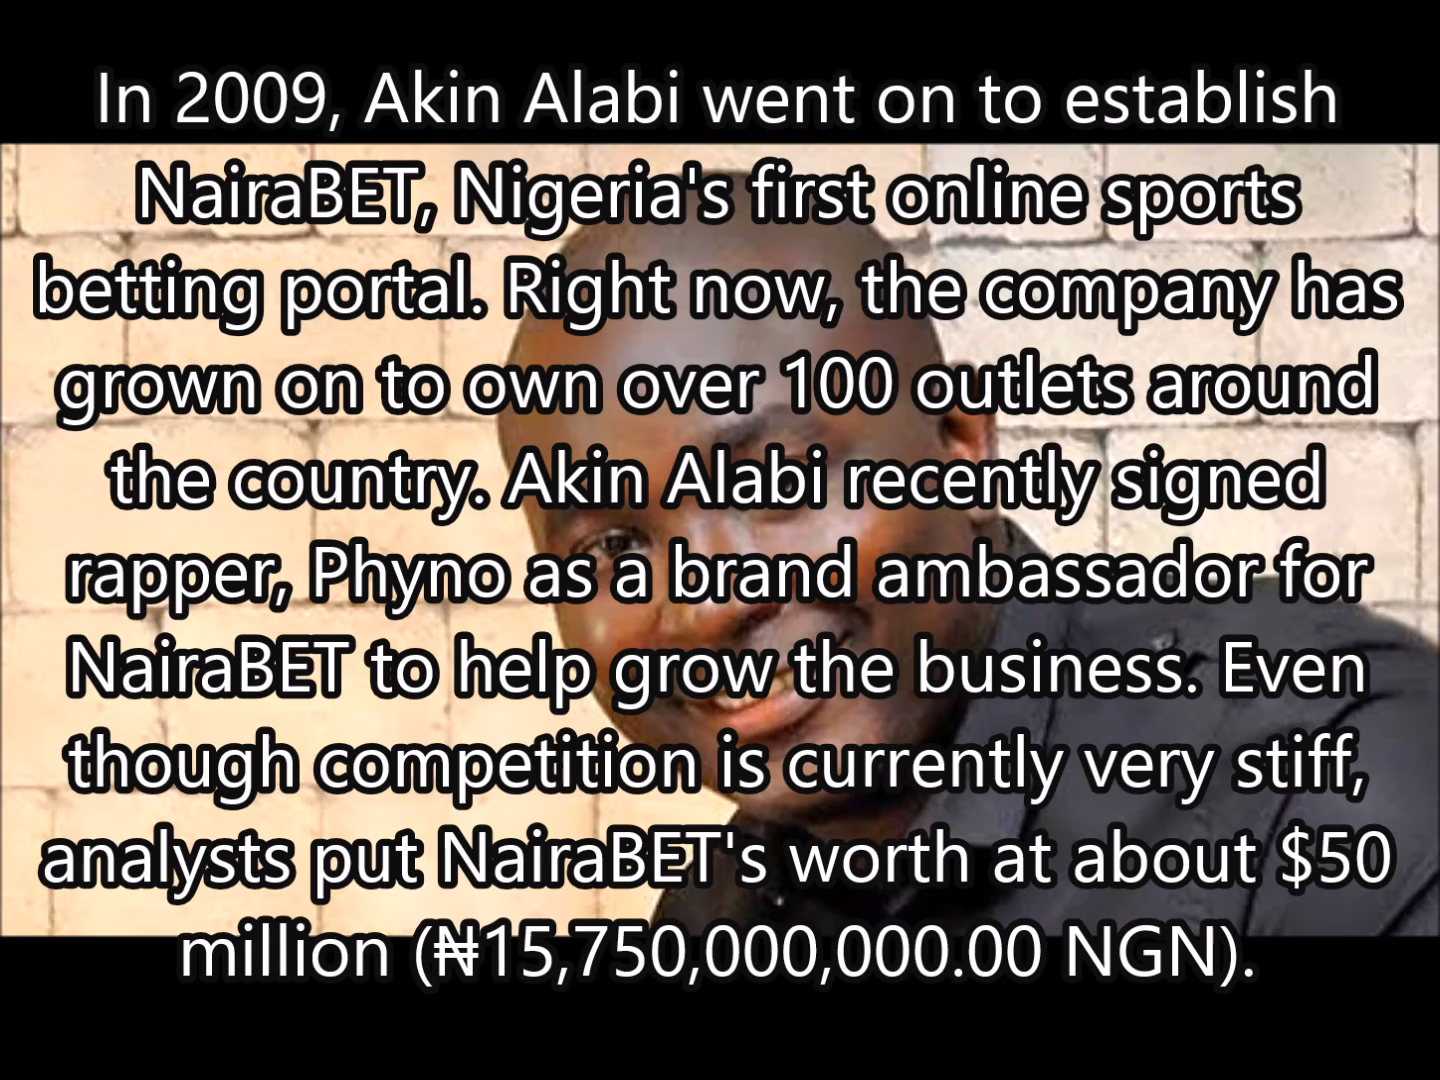 In 2009, Akin Alabi went on to establish
NairaBET, Nigeria's first online sports
betting portal. Right now, the company has
grown on to own over 100 outlets around
the country. Akin Alabi recently signed
rapper, Phyno as a brand ambassador for
NairaBET to help grow the business. Even
though competition is currently very stiff,
analysts put NairaBET's worth at about $50
million (₦15,750,000,000.00 NGN).